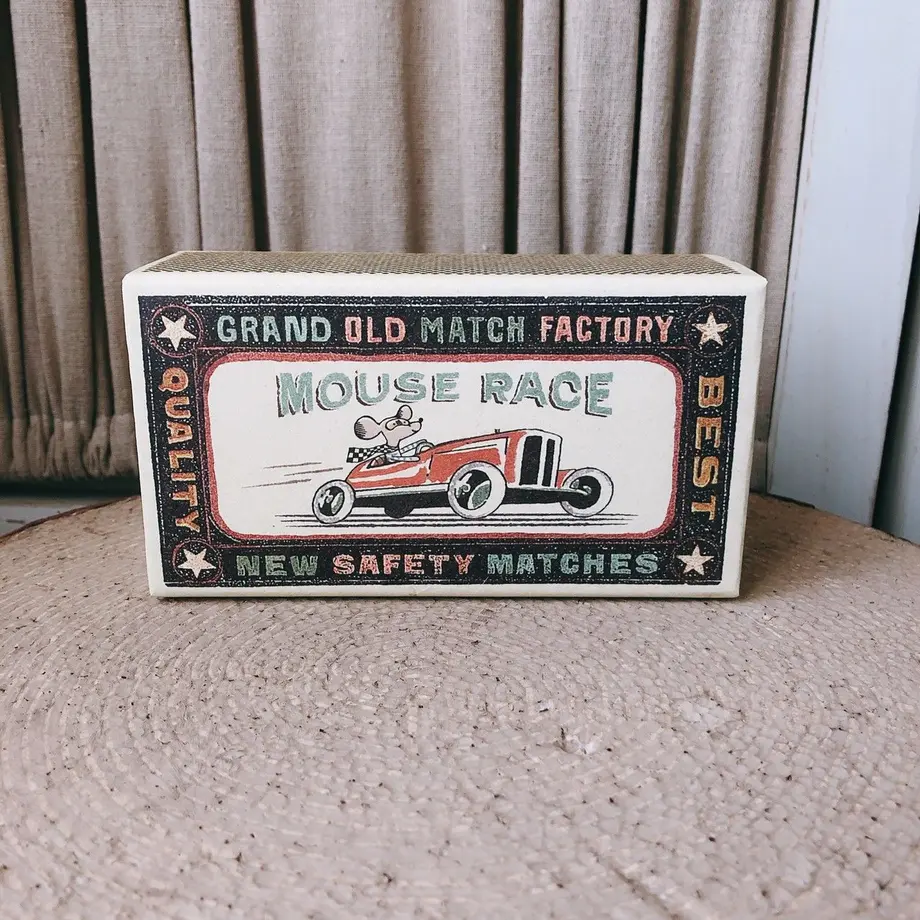 GRAND OLD MATCH FACTORY
QUALITY
MOUSE RACE
BEST
NEW SAFETY MATCHES